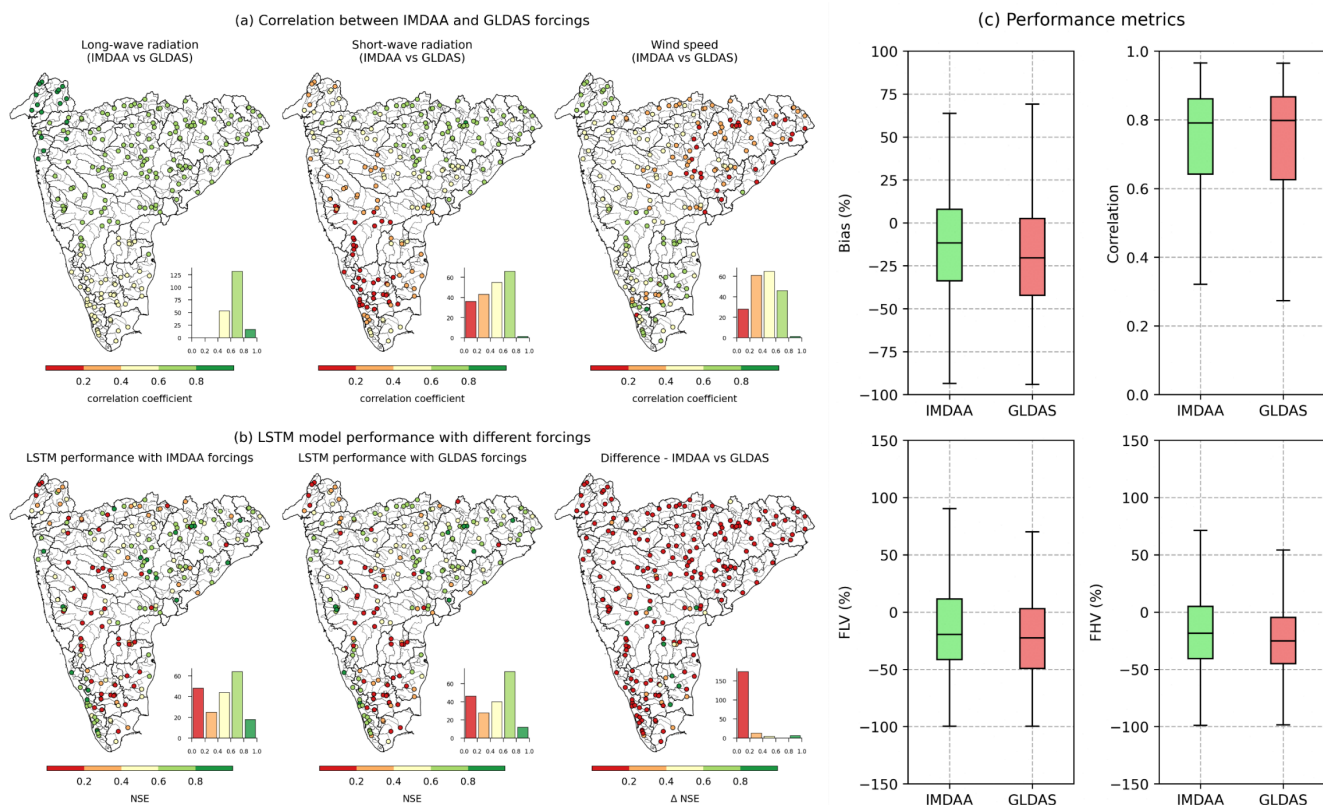 (a) Correlation between IMDAA and GLDAS forcings
Long-wave radiation
(IMDAA vs GLDAS)
Short-wave radiation
(IMDAA vs GLDAS)
Wind speed
(IMDAA vs GLDAS)
125
100
75
50
25
0
0.0 0.2 0.4 0.6 0.8 1.0
60
40
20
0
0.0 0.2 0.4 0.6 0.8 1.0
60
40
20
0
0.0 0.2 0.4 0.6 0.8 1.0
0.2 0.4 0.6 0.8
correlation coefficient
0.2 0.4 0.6 0.8
correlation coefficient
0.2 0.4 0.6 0.8
correlation coefficient
(b) LSTM model performance with different forcings
LSTM performance with IMDAA forcings
LSTM performance with GLDAS forcings
Difference - IMDAA vs GLDAS
60
40
20
0
0.0 0.2 0.4 0.6 0.8 1.0
60
40
20
0
0.0 0.2 0.4 0.6 0.8 1.0
150
100
50
0
0.0 0.2 0.4 0.6 0.8 1.0
0.2 0.4 0.6 0.8
NSE
0.2 0.4 0.6 0.8
NSE
0.2 0.4 0.6 0.8
Δ NSE
(c) Performance metrics
100
75
50
25
0
−25
−50
−75
−100
Bias (%)
IMDAA GLDAS
1.0
0.8
0.6
0.4
0.2
0.0
Correlation
IMDAA GLDAS
150
100
50
0
−50
−100
−150
FLV (%)
IMDAA GLDAS
150
100
50
0
−50
−100
−150
FHV (%)
IMDAA GLDAS